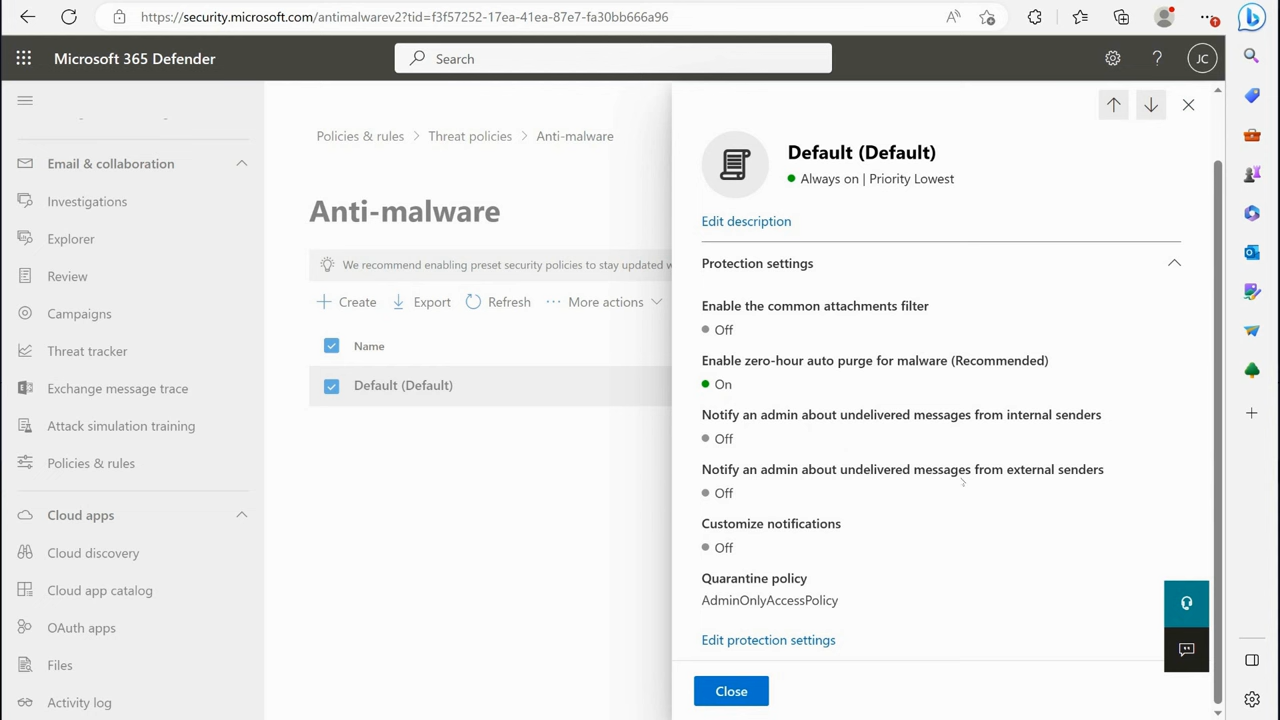 https://security.microsoft.com/antimalwarev2?tid=f3f57252-17ea-41ea-87e7-fa30bb666a96
Microsoft 365 Defender
Search
JC
Email & collaboration
Investigations
Explorer
Review
Campaigns
Threat tracker
Exchange message trace
Attack simulation training
Policies & rules
Cloud apps
Cloud discovery
Cloud app catalog
OAuth apps
Files
Activity log
Policies & rules > Threat policies > Anti-malware
Anti-malware
We recommend enabling preset security policies to stay updated w
Create Export Refresh More actions
Name
Default (Default)
Default (Default)
Always on | Priority Lowest
Edit description
Protection settings
Enable the common attachments filter
Off
Enable zero-hour auto purge for malware (Recommended)
On
Notify an admin about undelivered messages from internal senders
Off
Notify an admin about undelivered messages from external senders
Off
Customize notifications
Off
Quarantine policy
AdminOnlyAccessPolicy
Edit protection settings
Close